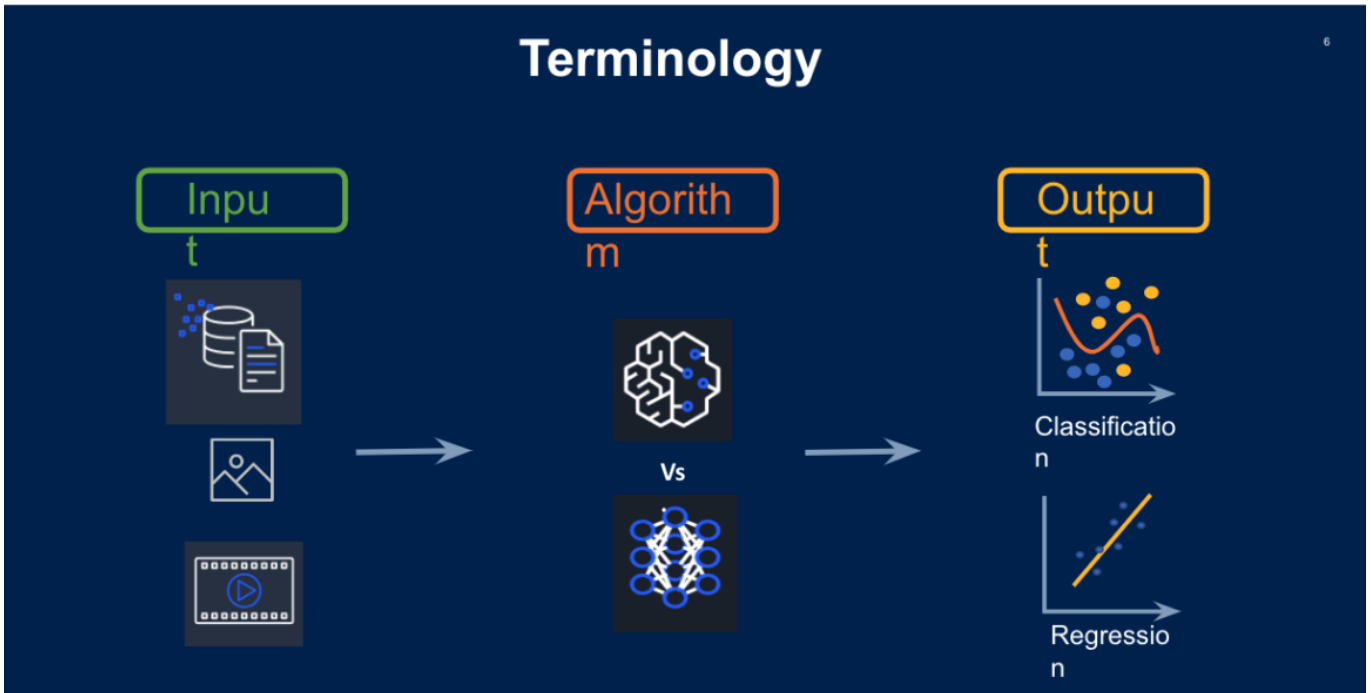 Terminology
6
Inpu
t
Algorith
m
Outpu
t
Vs
Classificatio
n
Regressio
n